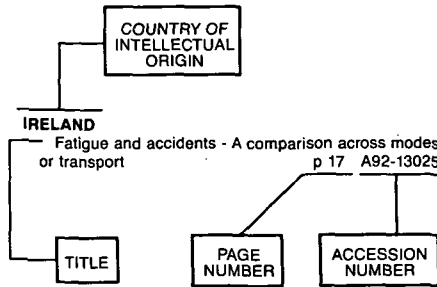 COUNTRY OF
INTELLECTUAL
ORIGIN
IRELAND
Fatigue and accidents - A comparison across modes
or transport p 17 A92-13025
TITLE
PAGE
NUMBER
ACCESSION
NUMBER